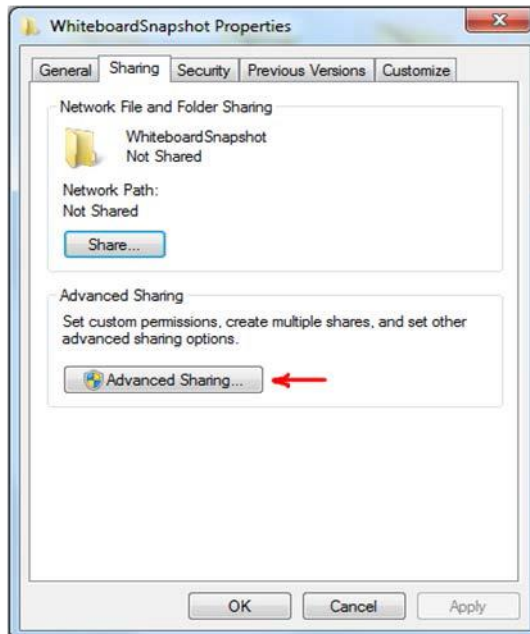 WhiteboardSnapshot Properties
General Sharing Security Previous Versions Customize
Network File and Folder Sharing
WhiteboardSnapshot
Not Shared
Network Path:
Not Shared
Share...
Advanced Sharing
Set custom permissions, create multiple shares, and set other
advanced sharing options.
Advanced Sharing...
OK Cancel Apply